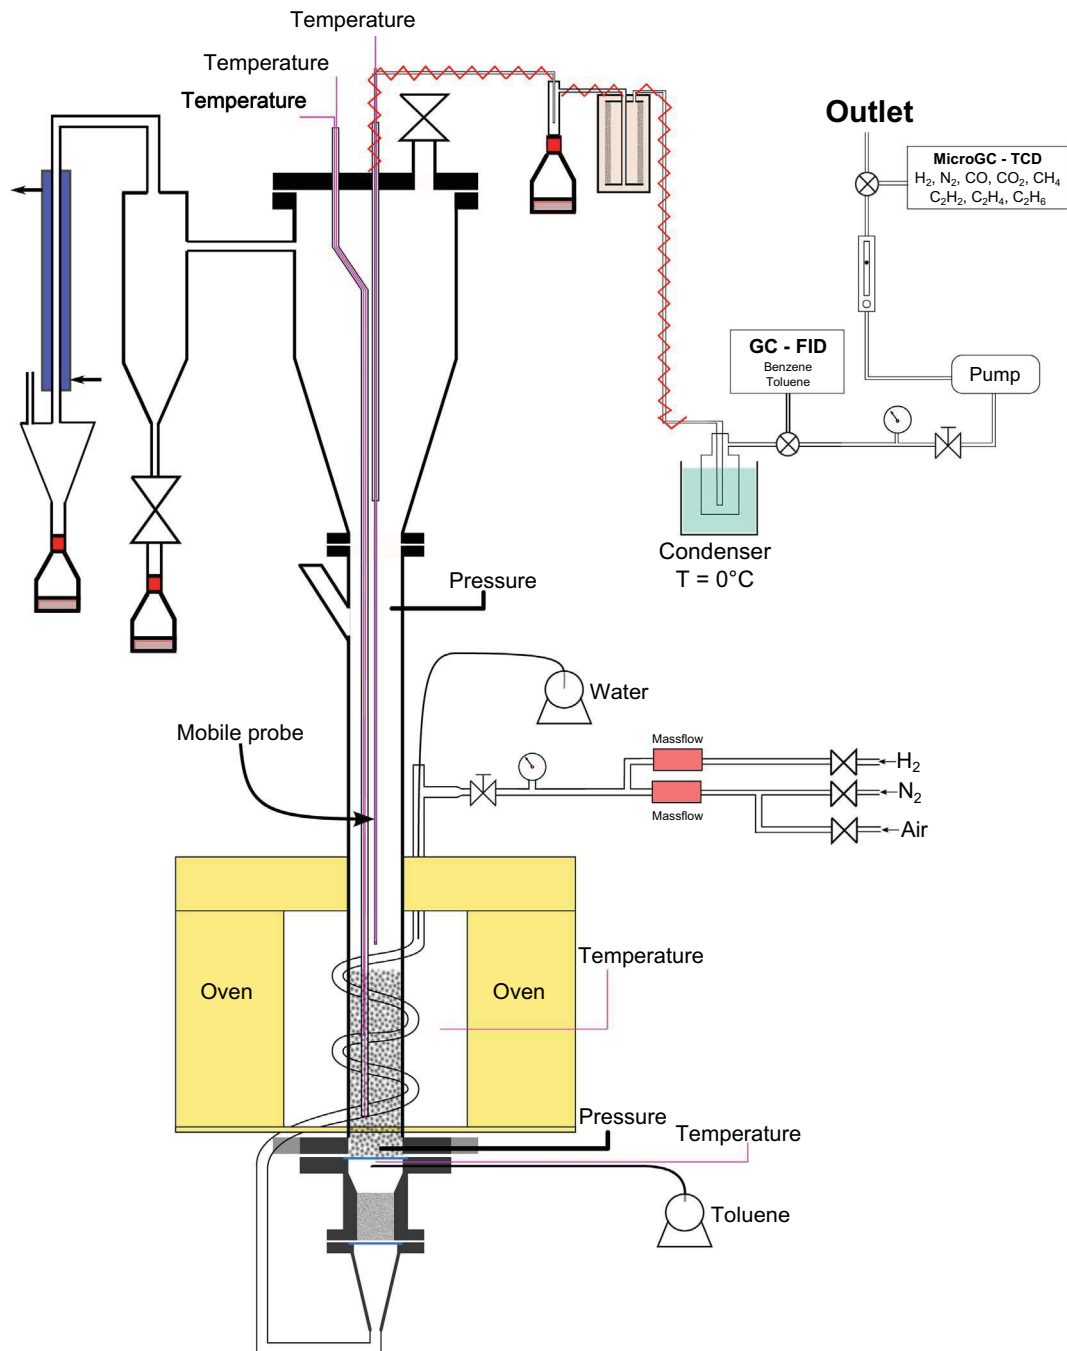 Temperature
Temperature
Temperature
Outlet
MicroGC - TCD
H₂, N₂, CO, CO₂, CH₄
C₂H₂, C₂H₄, C₂H₆
GC - FID
Benzene
Toluene
Pump
Condenser
T = 0°C
Pressure
Water
Mobile probe
Massflow
H₂
N₂
Massflow
Air
Temperature
Oven
Oven
Pressure
Temperature
Toluene